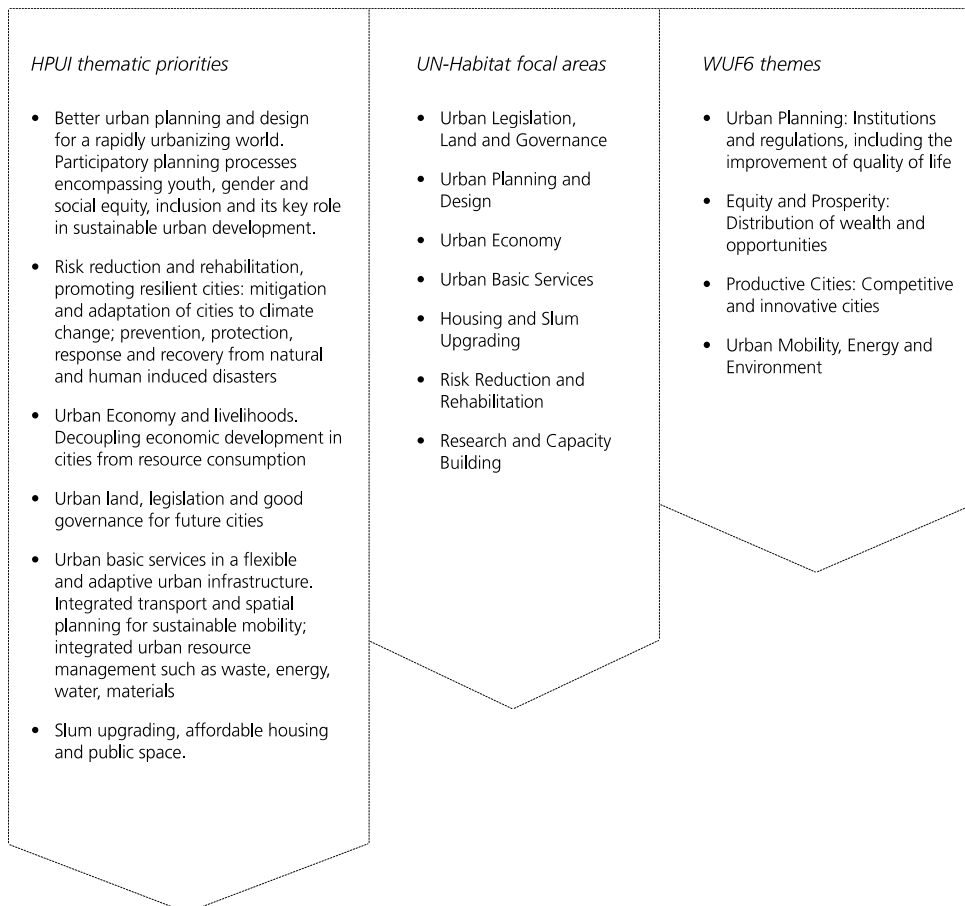 HPUI thematic priorities
• Better urban planning and design
for a rapidly urbanizing world.
Participatory planning processes
encompassing youth, gender and
social equity, inclusion and its key role
in sustainable urban development.
• Risk reduction and rehabilitation,
promoting resilient cities: mitigation
and adaptation of cities to climate
change; prevention, protection,
response and recovery from natural
and human induced disasters
• Urban Economy and livelihoods.
Decoupling economic development in
cities from resource consumption
• Urban land, legislation and good
governance for future cities
• Urban basic services in a flexible
and adaptive urban infrastructure.
Integrated transport and spatial
planning for sustainable mobility;
integrated urban resource
management such as waste, energy,
water, materials
• Slum upgrading, affordable housing
and public space.
UN-Habitat focal areas
• Urban Legislation,
Land and Governance
• Urban Planning and
Design
• Urban Economy
• Urban Basic Services
• Housing and Slum
Upgrading
• Risk Reduction and
Rehabilitation
• Research and Capacity
Building
WUF6 themes
• Urban Planning: Institutions
and regulations, including the
improvement of quality of life
• Equity and Prosperity:
Distribution of wealth and
opportunities
• Productive Cities: Competitive
and innovative cities
• Urban Mobility, Energy and
Environment